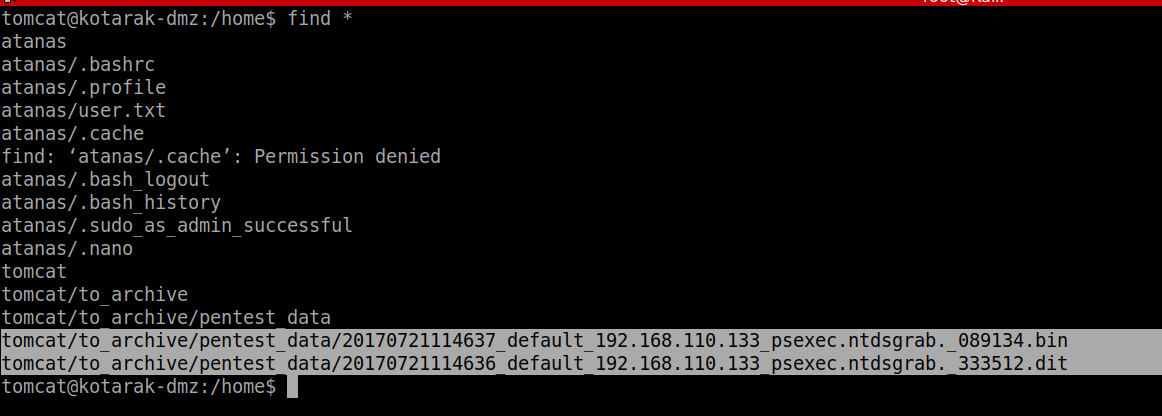 tomcat@kotarak-dmz:/home$ find *
atanas
atanas/.bashrc
atanas/.profile
atanas/user.txt
atanas/.cache
find: ‘atanas/.cache’: Permission denied
atanas/.bash_logout
atanas/.bash_history
atanas/.sudo_as_admin_successful
atanas/.nano
tomcat
tomcat/to_archive
tomcat/to_archive/pentest_data
tomcat/to_archive/pentest_data/20170721114637_default_192.168.110.133_psexec.ntdsgrab._089134.bin
tomcat/to_archive/pentest_data/20170721114636_default_192.168.110.133_psexec.ntdsgrab._333512.dit
tomcat@kotarak-dmz:/home$